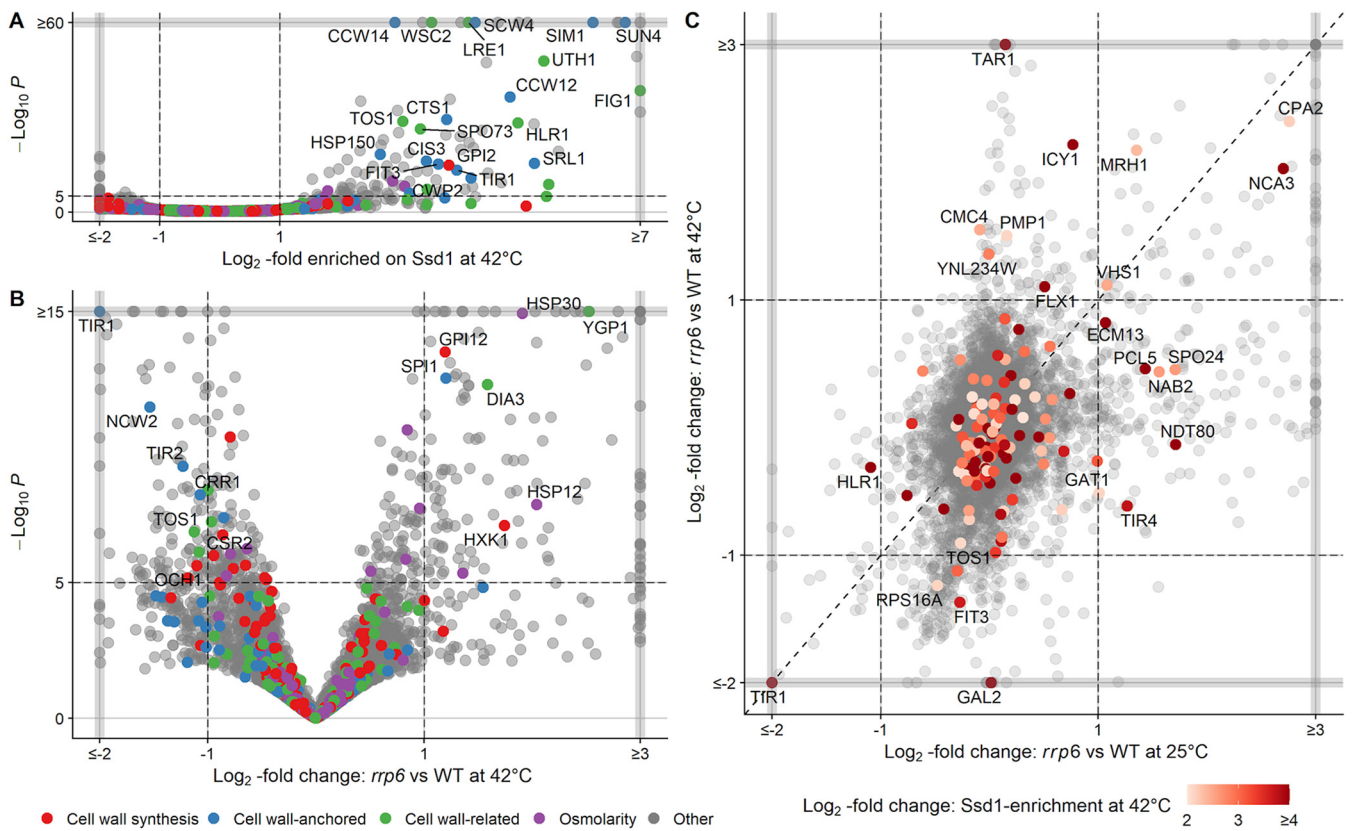 A
≥60
CCW14
WSC2
SCW4
LRE1
SIM1
SUN4
UTH1
CCW12
FIG1
TOS1
CTS1
SPO73
HLR1
HSP150
CIS3
GPI2
SRL1
FIT3
TIR1
CWP2
5
0
−Log10 P
≤-2
-1
1
≥7
Log2 -fold enriched on Ssd1 at 42°C
B
≥15
TIR1
HSP30
YGP1
GPI12
SPI1
DIA3
NCW2
TIR2
CRR1
TOS1
CSR2
OCH1
HSP12
HXK1
5
0
−Log10 P
≤-2
-1
1
≥3
Log2 -fold change: rrp6 vs WT at 42°C
Cell wall synthesis
Cell wall-anchored
Cell wall-related
Osmolarity
Other
C
≥3
TAR1
CPA2
ICY1
MRH1
NCA3
CMC4
PMP1
YNL234W
VHS1
FLX1
1
ECM13
PCL5
SPO24
NAB2
NDT80
HLR1
GAT1
TIR4
TOS1
-1
RPS16A
FIT3
≤-2
TfR1
GAL2
Log2 -fold change: rrp6 vs WT at 42°C
≤-2
-1
1
≥3
Log2 -fold change: rrp6 vs WT at 25°C
Log2 -fold change: Ssd1-enrichment at 42°C
2
3
≥4